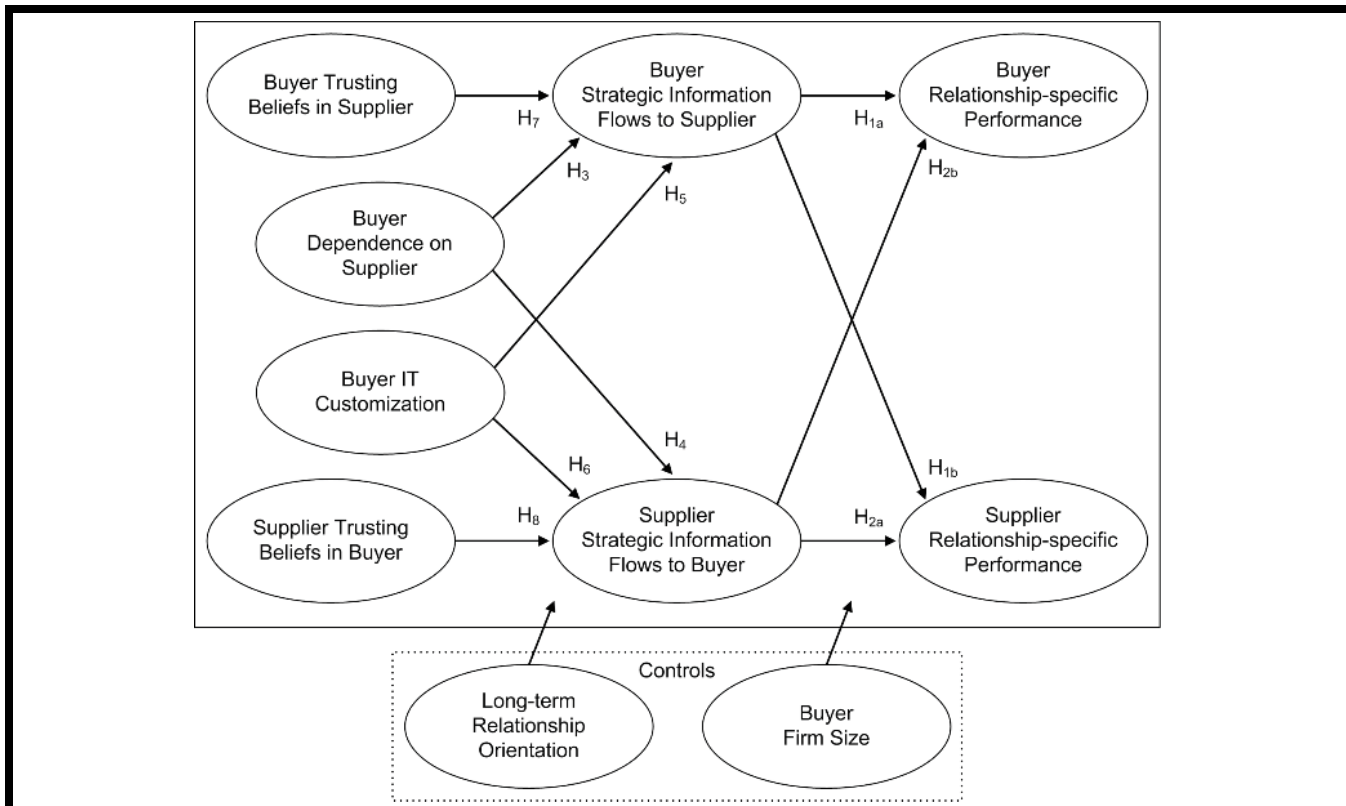 Buyer Trusting
Beliefs in Supplier
H7
Buyer
Strategic Information
Flows to Supplier
H1a
Buyer
Relationship-specific
Performance
H3
H5
H2b
Buyer
Dependence on
Supplier
Buyer IT
Customization
H4
H6
H1b
Supplier Trusting
Beliefs in Buyer
H8
Supplier
Strategic Information
Flows to Buyer
H2a
Supplier
Relationship-specific
Performance
Controls
Long-term
Relationship
Orientation
Buyer
Firm Size